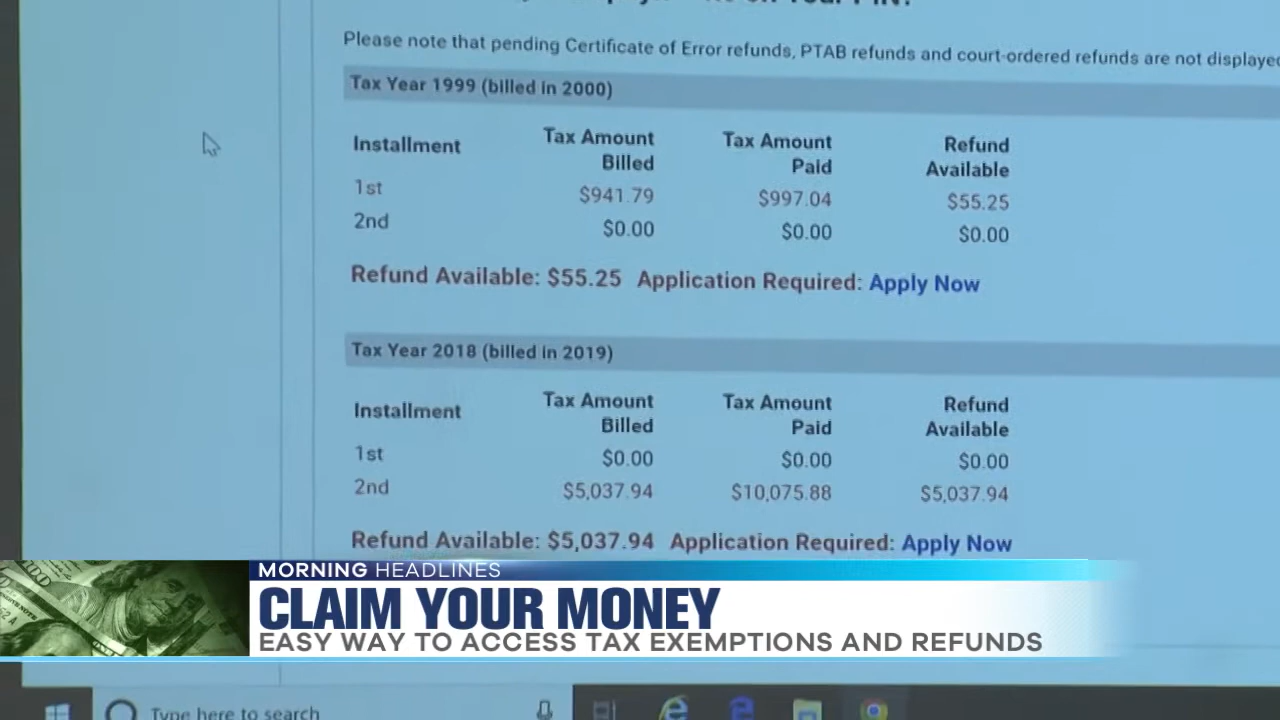 Please note that pending Certificate of Error refunds, PTAB refunds and court-ordered refunds are not displayed
Tax Year 1999 (billed in 2000)
Installment Tax Amount Billed Tax Amount Paid Refund Available
1st $941.79 $997.04 $55.25
2nd $0.00 $0.00 $0.00
Refund Available: $55.25 Application Required: Apply Now
Tax Year 2018 (billed in 2019)
Installment Tax Amount Billed Tax Amount Paid Refund Available
1st $0.00 $0.00 $0.00
2nd $5,037.94 $10,075.88 $5,037.94
Refund Available: $5,037.94 Application Required: Apply Now
MORNING HEADLINES
CLAIM YOUR MONEY
EASY WAY TO ACCESS TAX EXEMPTIONS AND REFUNDS
Type here to search